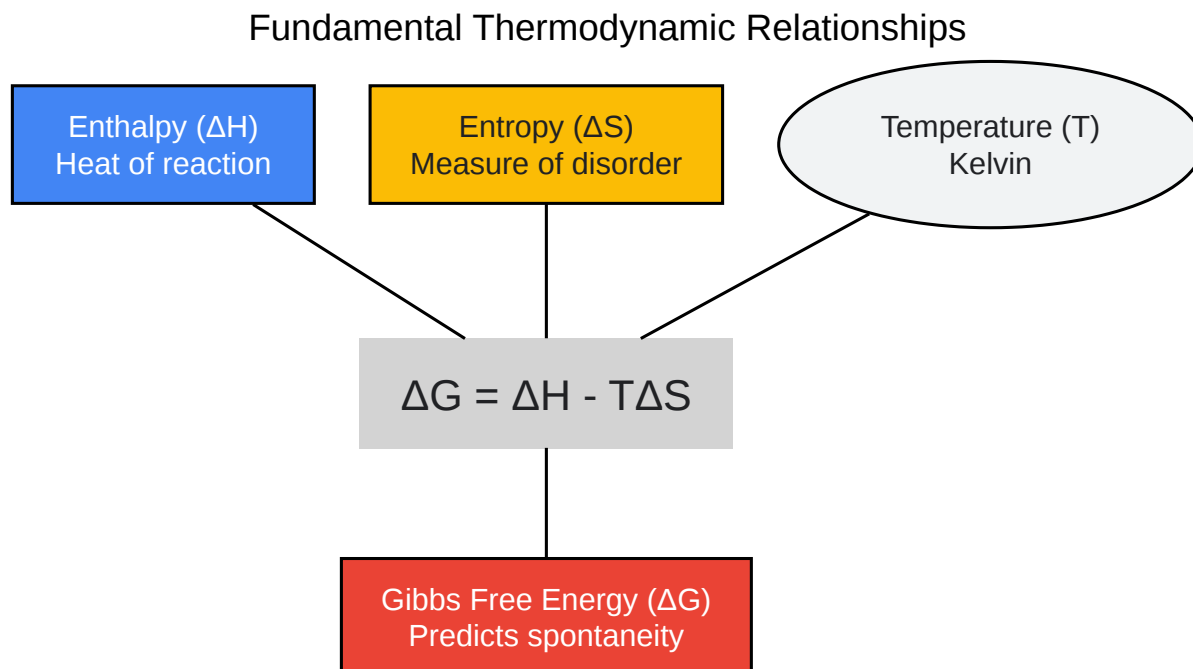 Fundamental Thermodynamic Relationships
Enthalpy (ΔH)
Heat of reaction
Entropy (ΔS)
Measure of disorder
Temperature (T)
Kelvin
ΔG = ΔH - TΔS
Gibbs Free Energy (ΔG)
Predicts spontaneity